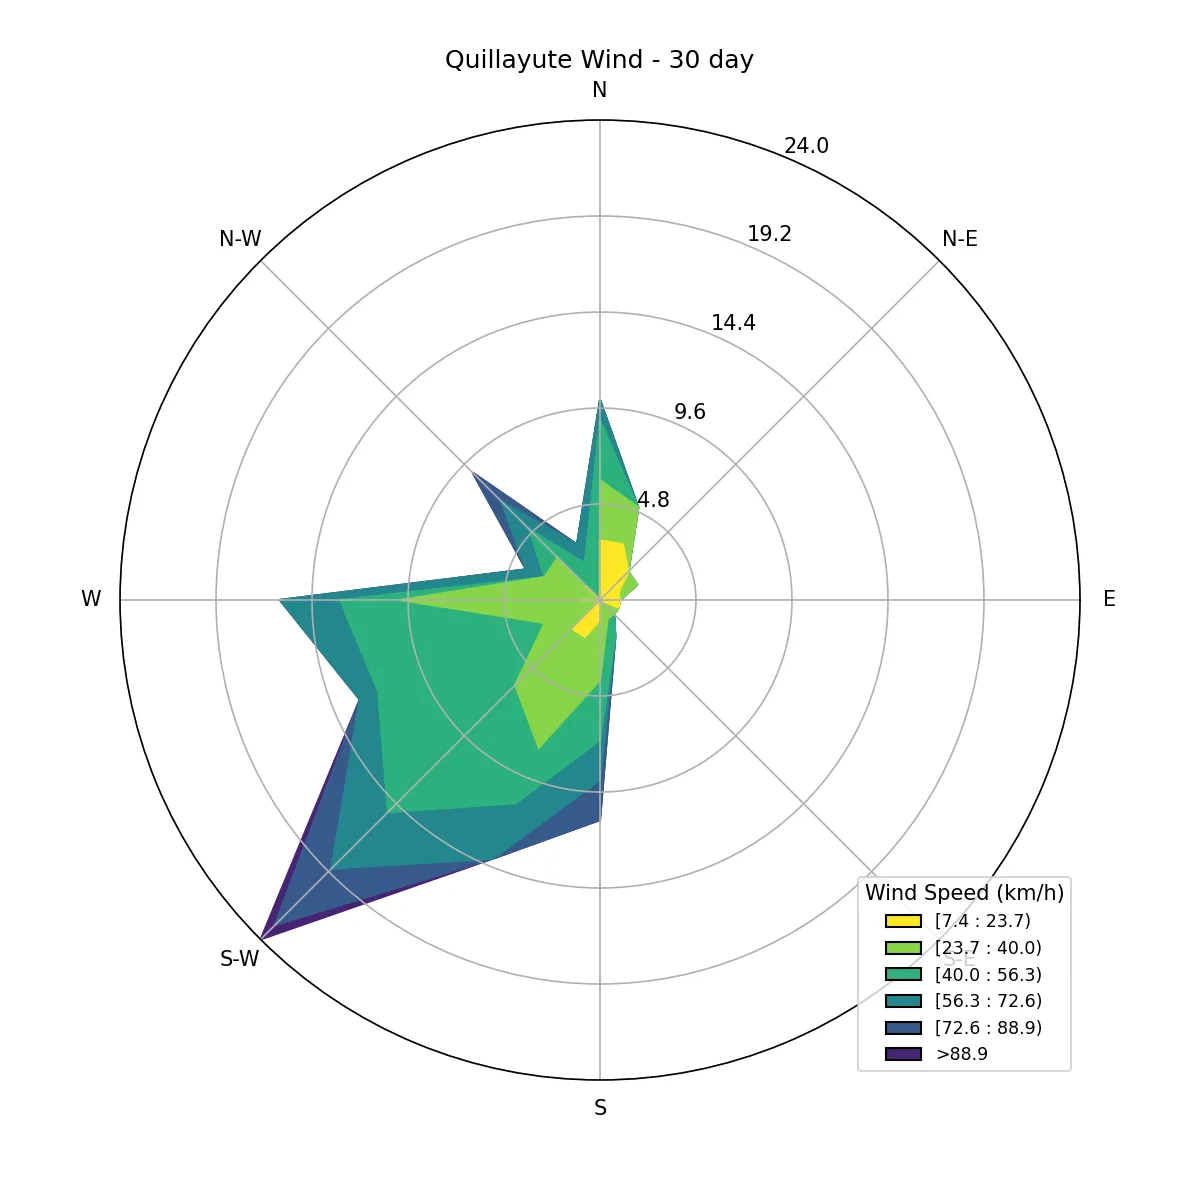 Quillayute Wind - 30 day
N
24.0
N-W
19.2
N-E
14.4
9.6
4.8
W
E
Wind Speed (km/h)
[7.4 : 23.7)
[23.7 : 40.0)
S-W
S-E
[40.0 : 56.3)
[56.3 : 72.6)
[72.6 : 88.9)
>88.9
S